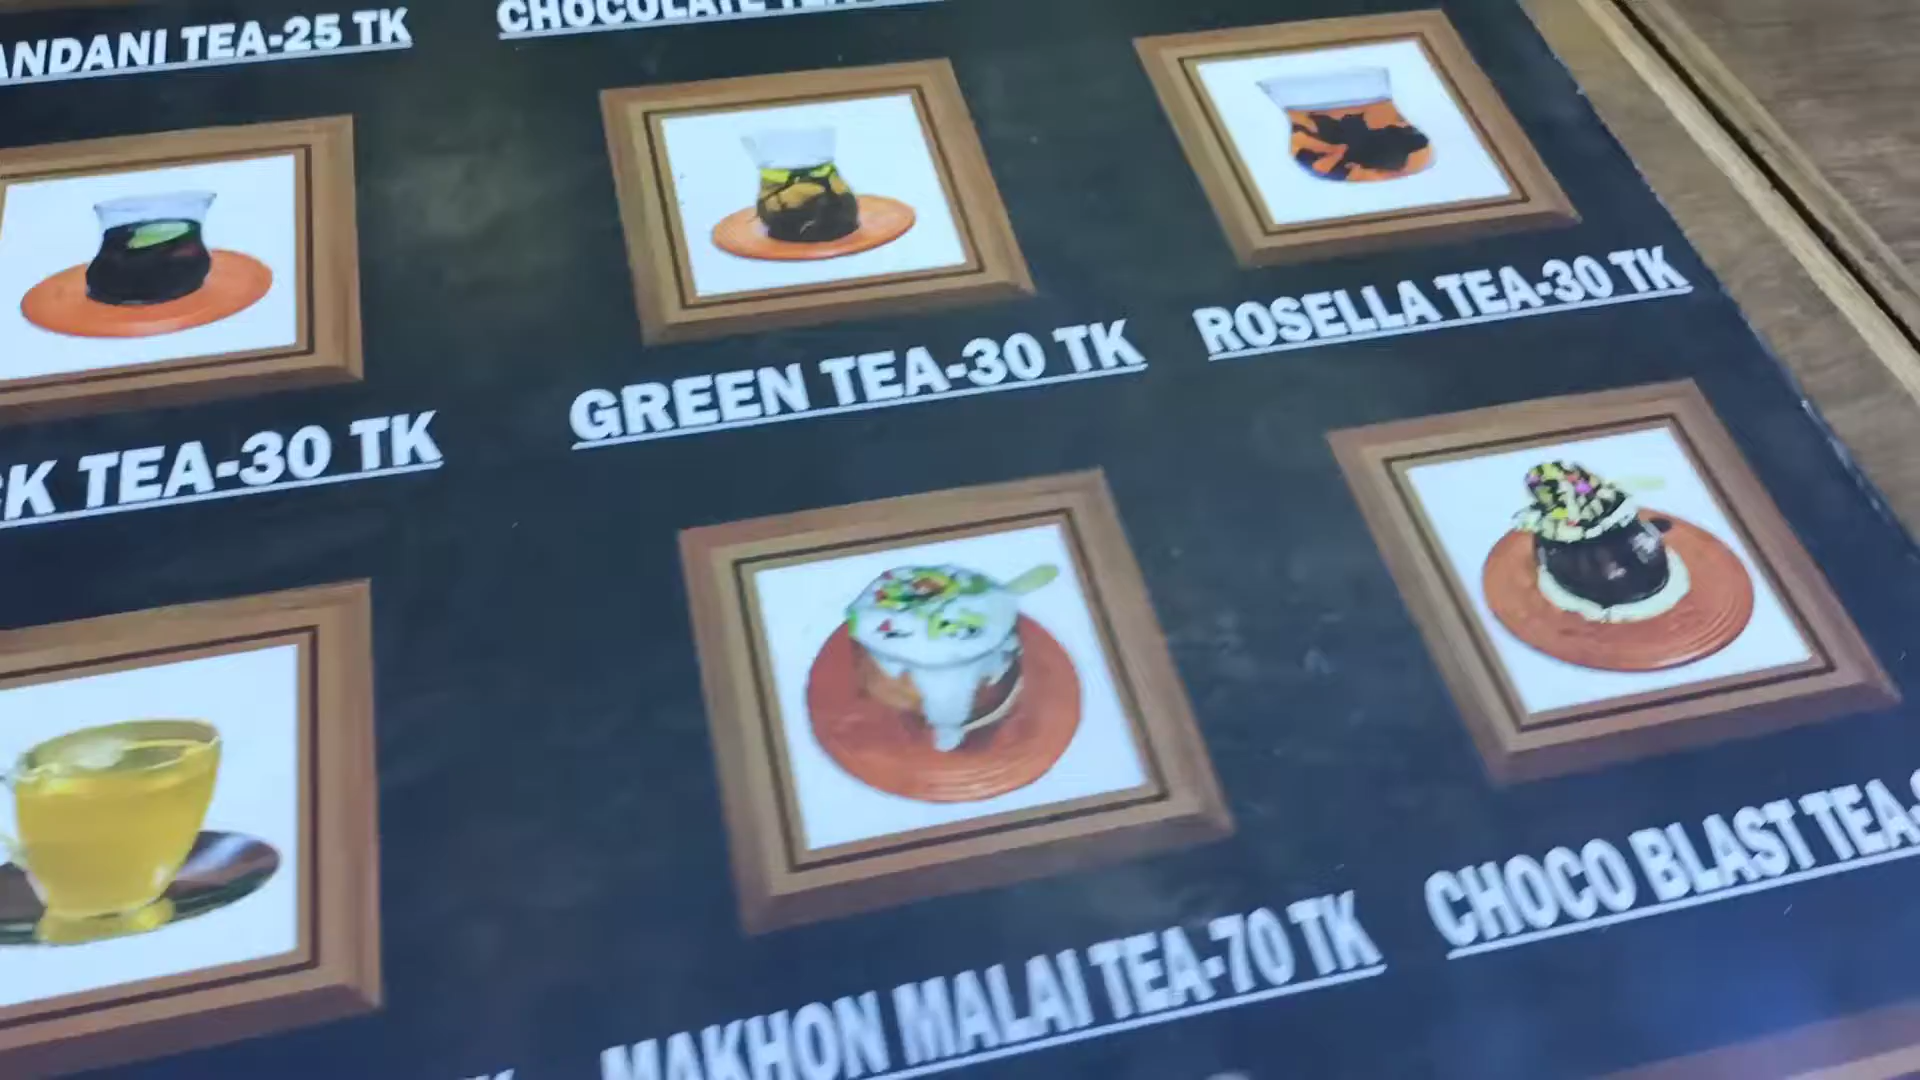 TEA-25 TK
CHOCOLATE
TEA-30 TK
GREEN TEA-30 TK
ROSELLA TEA-30 TK
MAKHON MALAI TEA-70 TK
CHOCO BLAST TEA-